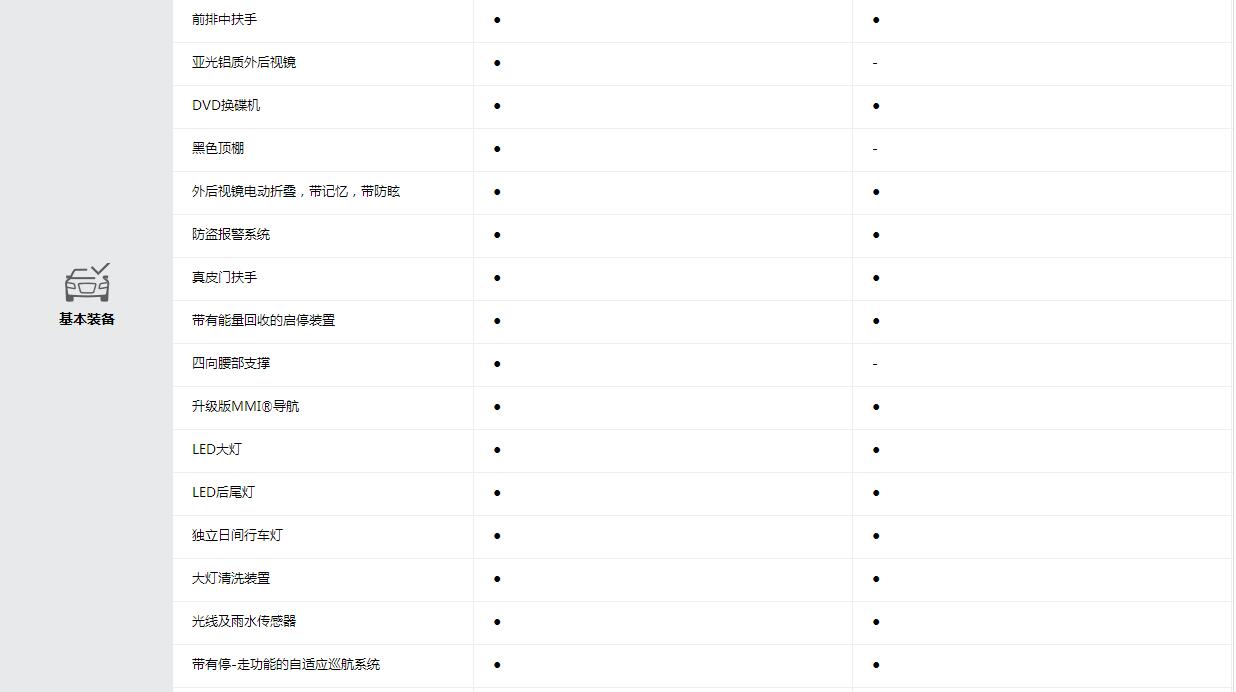 前排中扶手 ● ●
亚光铝质外后视镜 ● -
DVD换碟机 ● ●
黑色顶棚 ● -
外后视镜电动折叠，带记忆，带防眩 ● ●
防盗报警系统 ● ●
真皮门扶手 ● ●
基本装备
带有能量回收的启停装置 ● ●
四向腰部支撑 ● -
升级版MMI®导航 ● ●
LED大灯 ● ●
LED后尾灯 ● ●
独立日间行车灯 ● ●
大灯清洗装置 ● ●
光线及雨水传感器 ● ●
带有停-走功能的自适应巡航系统 ● ●